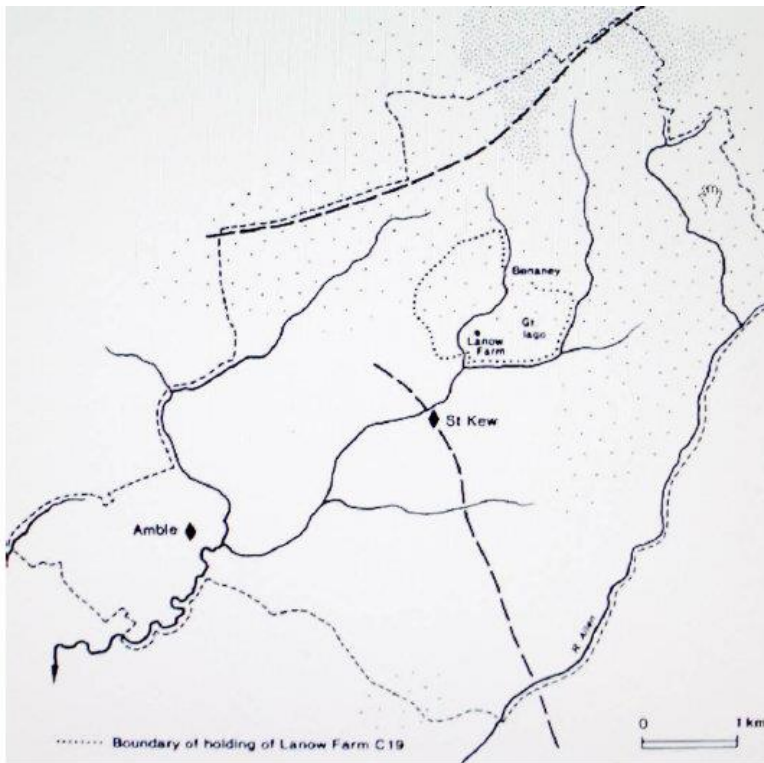 Benaney
Gt
Iago
Lanow
Farm
St Kew
Amble
R Allen
0 1 km
Boundary of holding of Lanow Farm C19